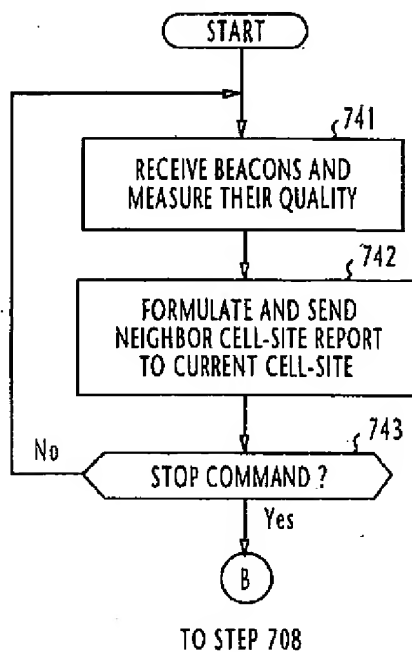 START
741
RECEIVE BEACONS AND
MEASURE THEIR QUALITY
742
FORMULATE AND SEND
NEIGHBOR CELL-SITE REPORT
TO CURRENT CELL-SITE
743
No
STOP COMMAND ?
Yes
B
TO STEP 708